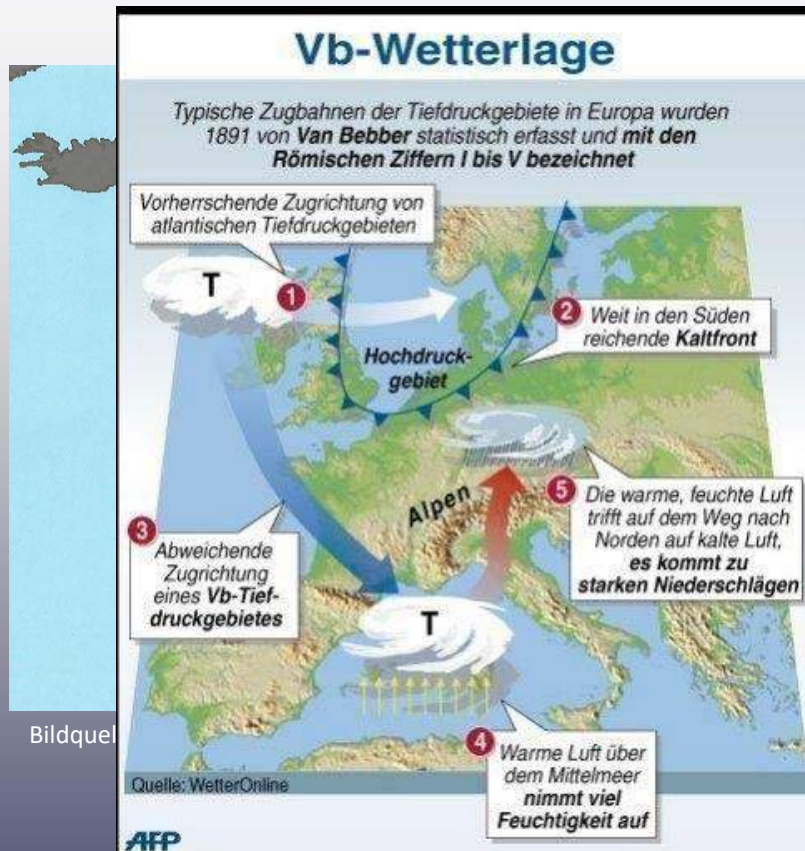 Vb-Wetterlage
Typische Zugbahnen der Tiefdruckgebiete in Europa wurden
1891 von Van Bebber statistisch erfasst und mit den
Römischen Ziffern I bis V bezeichnet
Vorherrschende Zugrichtung von
atlantischen Tiefdruckgebieten
T
1
2
Weit in den Süden
reichende Kaltfront
Hochdruck-
gebiet
3
Abweichende
Zugrichtung
eines Vb-Tief-
druckgebietes
Alpen
5
Die warme, feuchte Luft
trifft auf dem Weg nach
Norden auf kalte Luft,
es kommt zu
starken Niederschlägen
T
4
Warme Luft über
dem Mittelmeer
nimmt viel
Feuchtigkeit auf
Bildquel
Quelle: WetterOnline
AFP